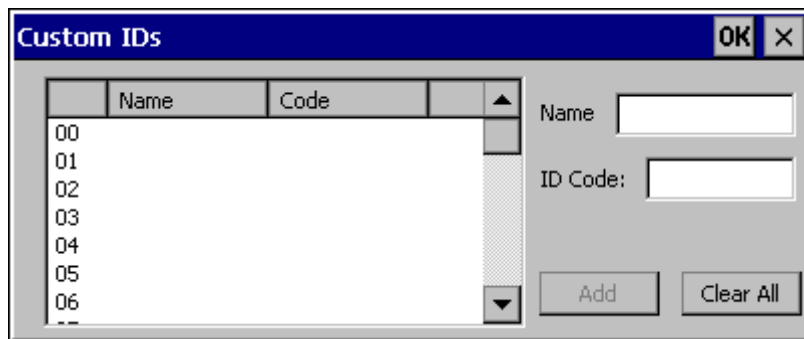 Custom IDs OK ×
Name Code
00
01
02
03
04
05
06
Name
ID Code:
Add Clear All